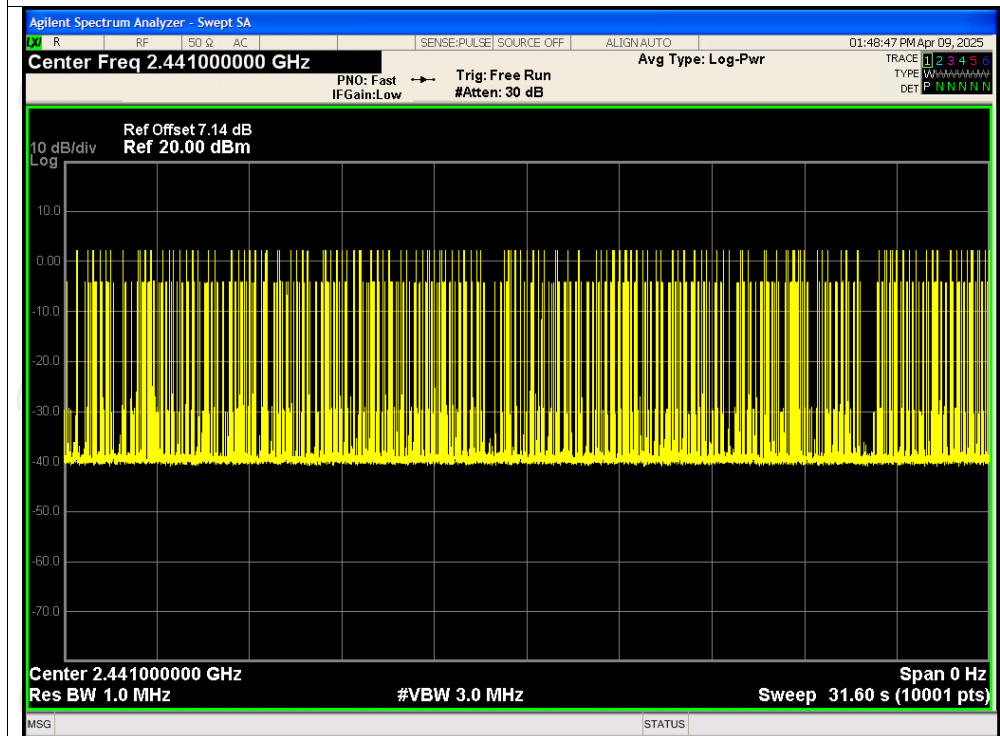 Agilent Spectrum Analyzer - Swept SA
LXI R RF 50 Ω AC SENSE:PULSE SOURCE OFF ALIGN AUTO 01:48:47 PM Apr 09, 2025
Center Freq 2.441000000 GHz
Avg Type: Log-Pwr
TRACE 1 2 3 4 5 6
PNO: Fast Trig: Free Run
TYPE W
IFGain:Low #Atten: 30 dB
DET P N N N N N
Ref Offset 7.14 dB
10 dB/div Ref 20.00 dBm
Log
10.0
0.00
-10.0
-20.0
-30.0
-40.0
-50.0
-60.0
-70.0
Center 2.441000000 GHz Span 0 Hz
Res BW 1.0 MHz #VBW 3.0 MHz Sweep 31.60 s (10001 pts)
MSG STATUS